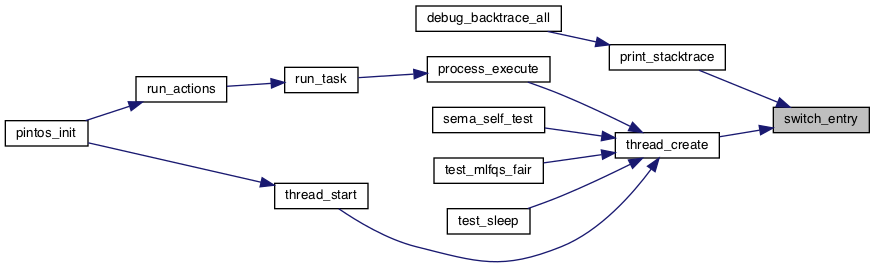 debug_backtrace_all
print_stacktrace
process_execute
run_task
run_actions
switch_entry
sema_self_test
pintos_init
thread_create
test_mlfqs_fair
thread_start
test_sleep